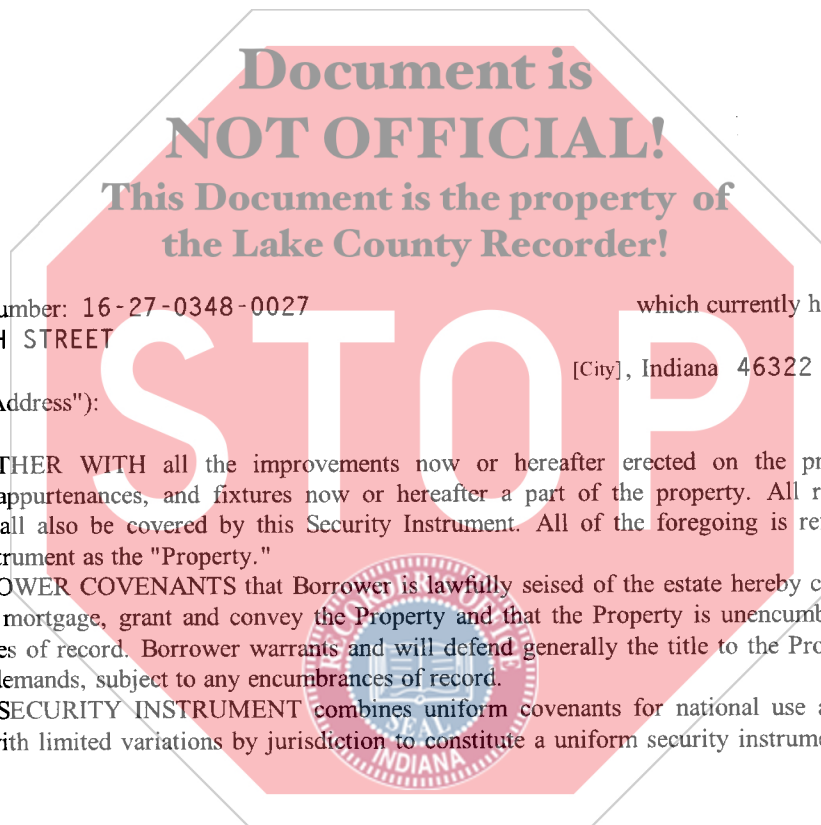 Document is
NOT OFFICIAL!
This Document is the property of
the Lake County Recorder!
umber: 16-27-0348-0027 which currently h
H STREET
[City], Indiana 46322
Address"):
STOP
THER WITH all the improvements now or hereafter erected on the pr
appurtenances, and fixtures now or hereafter a part of the property. All r
all also be covered by this Security Instrument. All of the foregoing is re
trument as the "Property."
OWER COVENANTS that Borrower is lawfully seised of the estate hereby c
mortgage, grant and convey the Property and that the Property is unencumb
es of record. Borrower warrants and will defend generally the title to the Pro
demands, subject to any encumbrances of record.
SECURITY INSTRUMENT combines uniform covenants for national use a
ith limited variations by jurisdiction to constitute a uniform security instrume
RECORDER'S OFFICE
SEAL
INDIANA